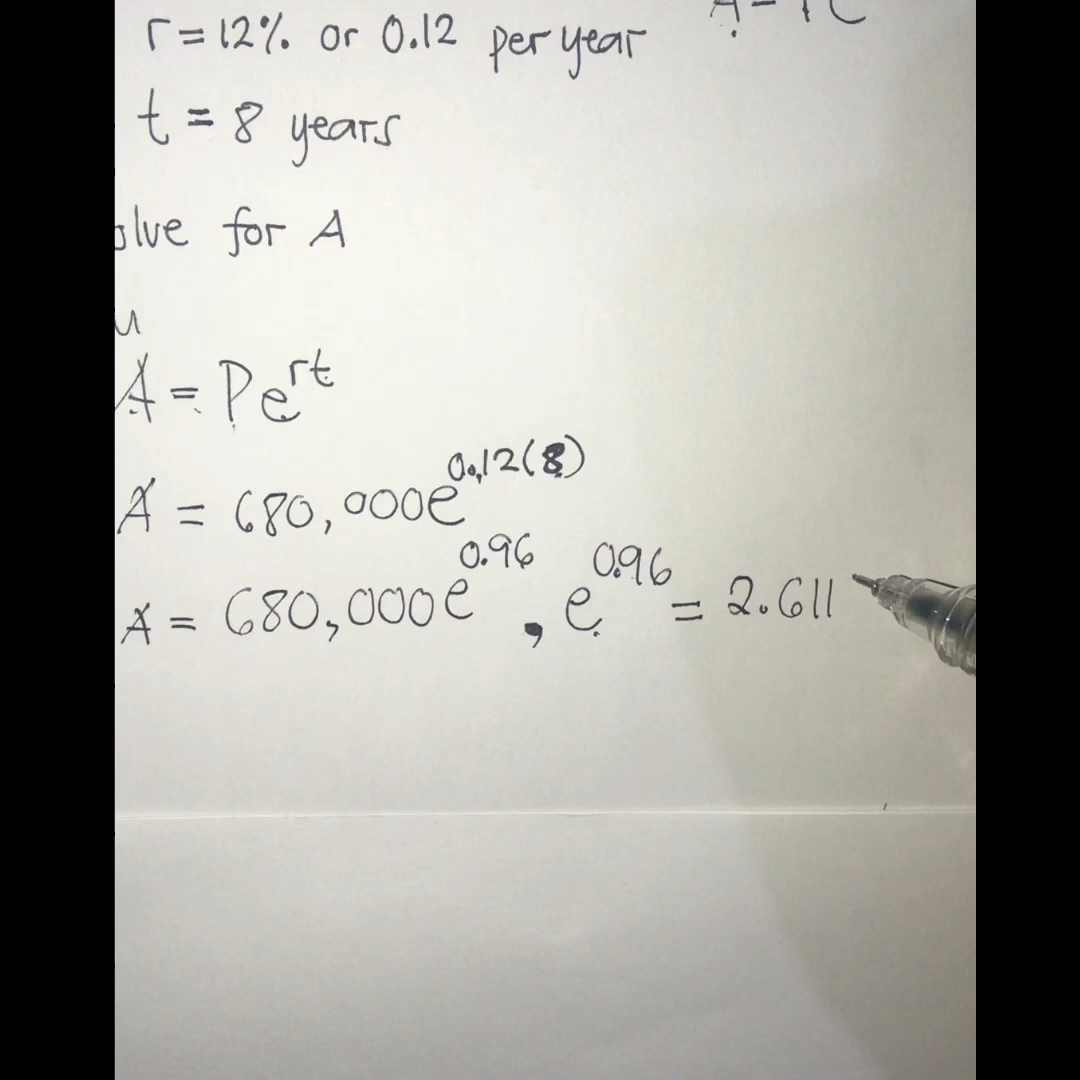 r = 12% or 0.12 per year
t = 8 years
olve for A
A = Pe^rt
A = 680,000e^0.12(8)
A = 680,000e^0.96 , e^0.96 = 2.611